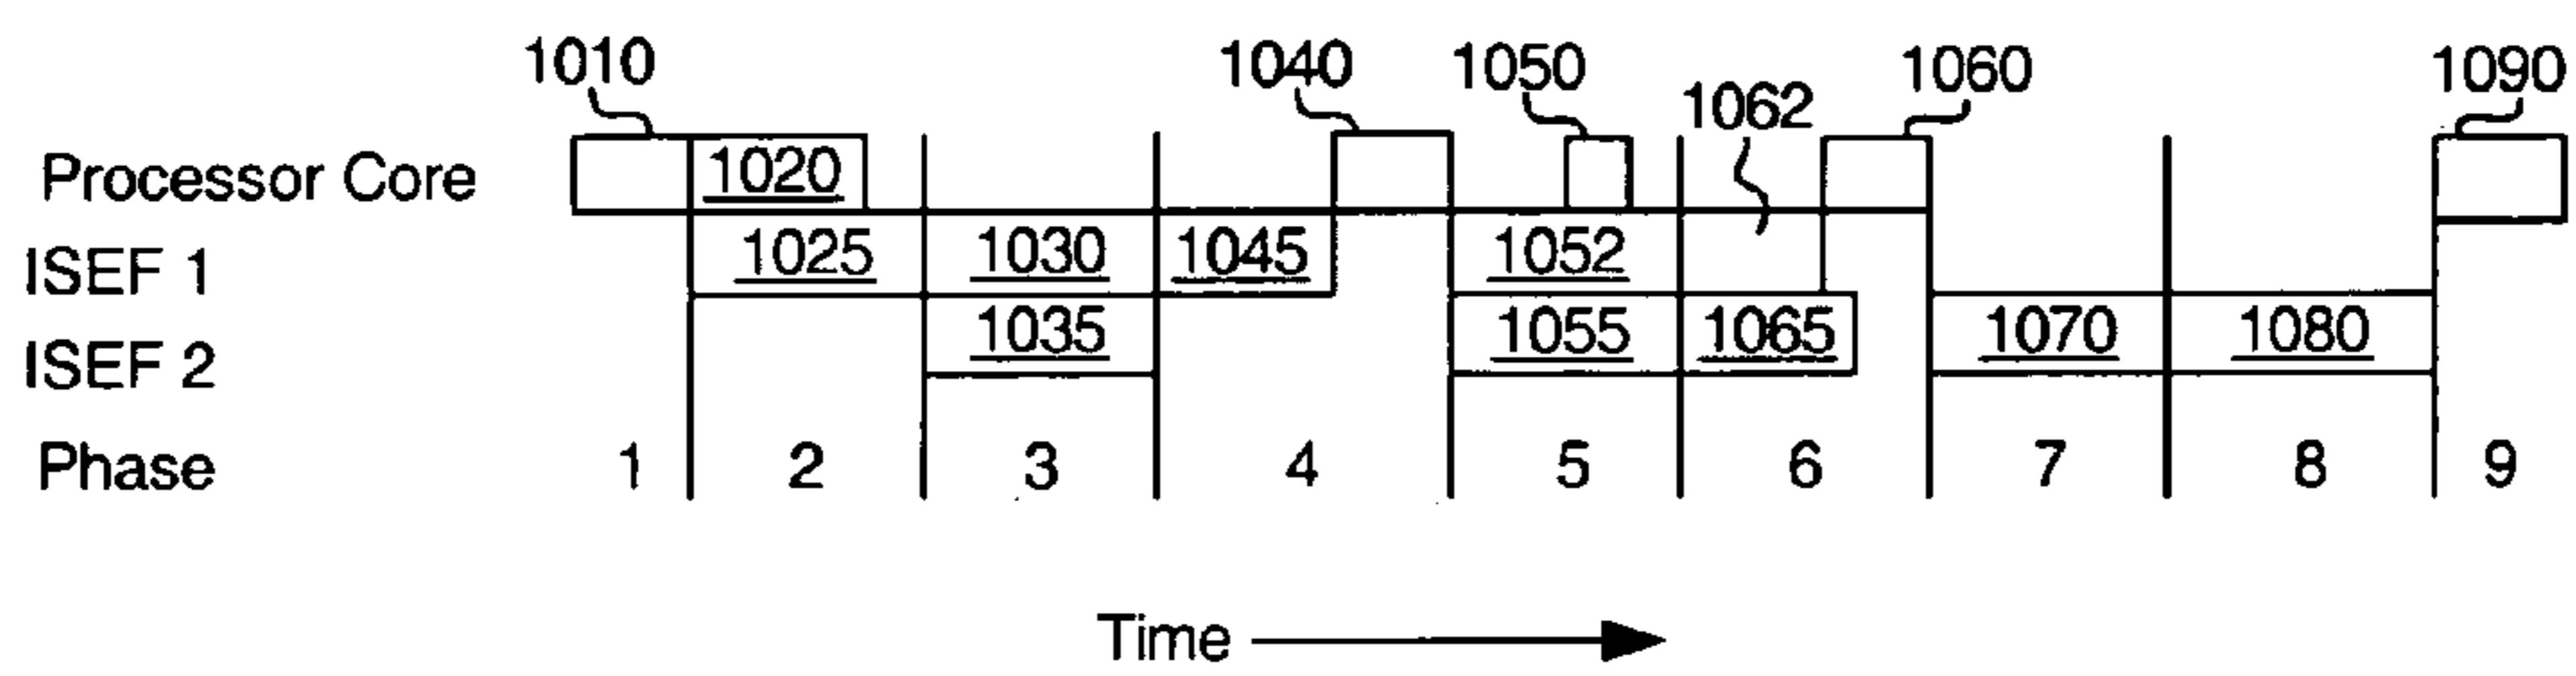 1010 1040 1050 1062 1060 1090
Processor Core 1020
ISEF 1 1025 1030 1045 1052
ISEF 2 1035 1055 1065 1070 1080
Phase 1 2 3 4 5 6 7 8 9
Time